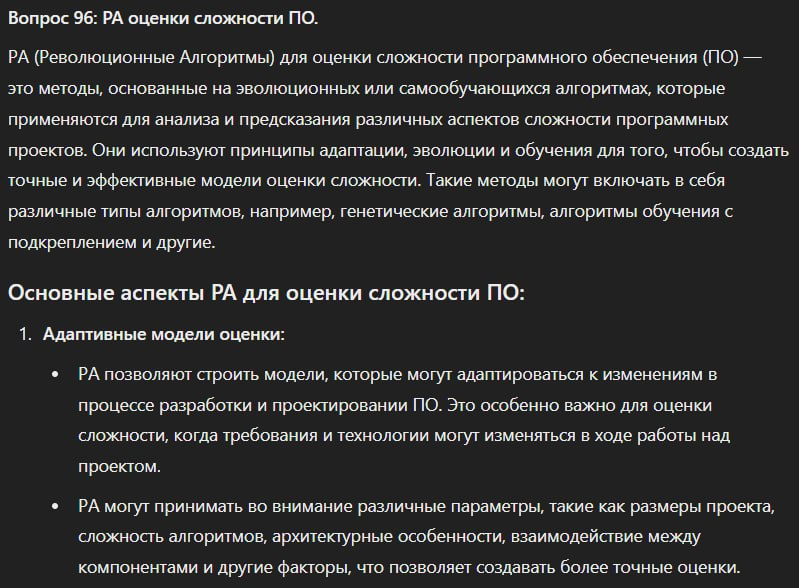 Вопрос 96: РА оценки сложности ПО.
РА (Революционные Алгоритмы) для оценки сложности программного обеспечения (ПО) —
это методы, основанные на эволюционных или самообучающихся алгоритмах, которые
применяются для анализа и предсказания различных аспектов сложности программных
проектов. Они используют принципы адаптации, эволюции и обучения для того, чтобы создать
точные и эффективные модели оценки сложности. Такие методы могут включать в себя
различные типы алгоритмов, например, генетические алгоритмы, алгоритмы обучения с
подкреплением и другие.
Основные аспекты РА для оценки сложности ПО:
1. Адаптивные модели оценки:
• РА позволяют строить модели, которые могут адаптироваться к изменениям в
процессе разработки и проектировании ПО. Это особенно важно для оценки
сложности, когда требования и технологии могут изменяться в ходе работы над
проектом.
• РА могут принимать во внимание различные параметры, такие как размеры проекта,
сложность алгоритмов, архитектурные особенности, взаимодействие между
компонентами и другие факторы, что позволяет создавать более точные оценки.